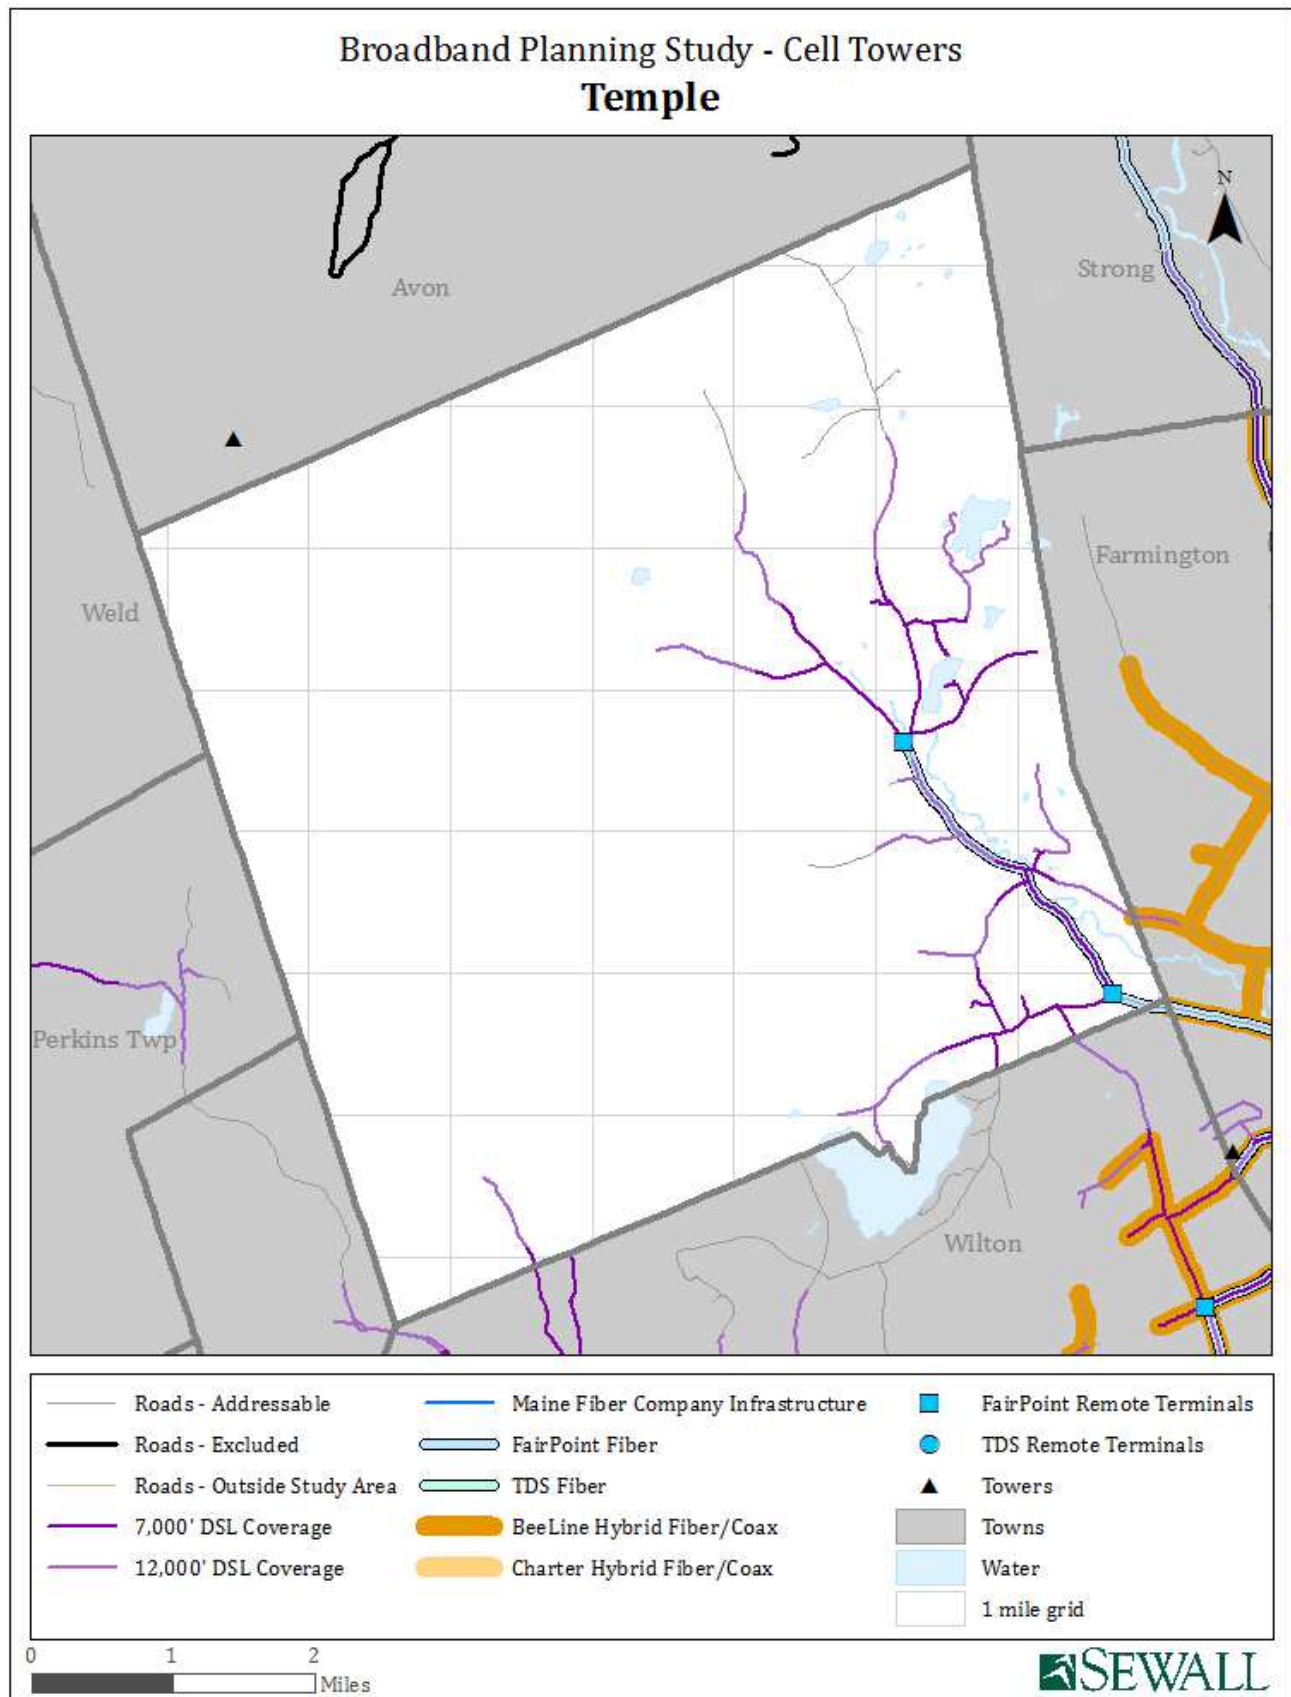 Broadband Planning Study - Cell Towers
Temple
N
Strong
Avon
Farmington
Weld
Perkins Twp
Wilton
Roads - Addressable
Roads - Excluded
Roads - Outside Study Area
7,000' DSL Coverage
12,000' DSL Coverage
Maine Fiber Company Infrastructure
FairPoint Fiber
TDS Fiber
BeeLine Hybrid Fiber/Coax
Charter Hybrid Fiber/Coax
FairPoint Remote Terminals
TDS Remote Terminals
Towers
Towns
Water
1 mile grid
0 1 2
Miles
SEWALL